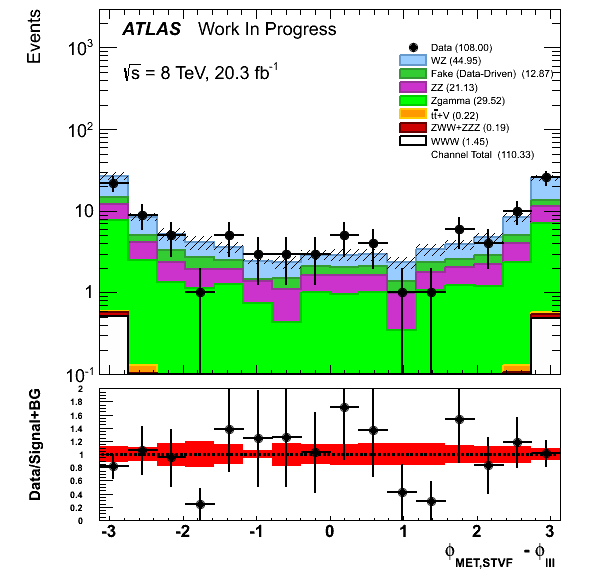 Events
ATLAS Work In Progress
√s = 8 TeV, 20.3 fb⁻¹
Data (108.00)
WZ (44.95)
Fake (Data-Driven) (12.87)
ZZ (21.13)
Zgamma (29.52)
tt̄+V (0.22)
ZWW+ZZZ (0.19)
WWW (1.45)
Channel Total (110.33)
10³
10²
10
1
10⁻¹
Data/Signal+BG
2
1.8
1.6
1.4
1.2
1
0.8
0.6
0.4
0.2
0
-3 -2 -1 0 1 2 3
ϕMET,STVF - ϕlll